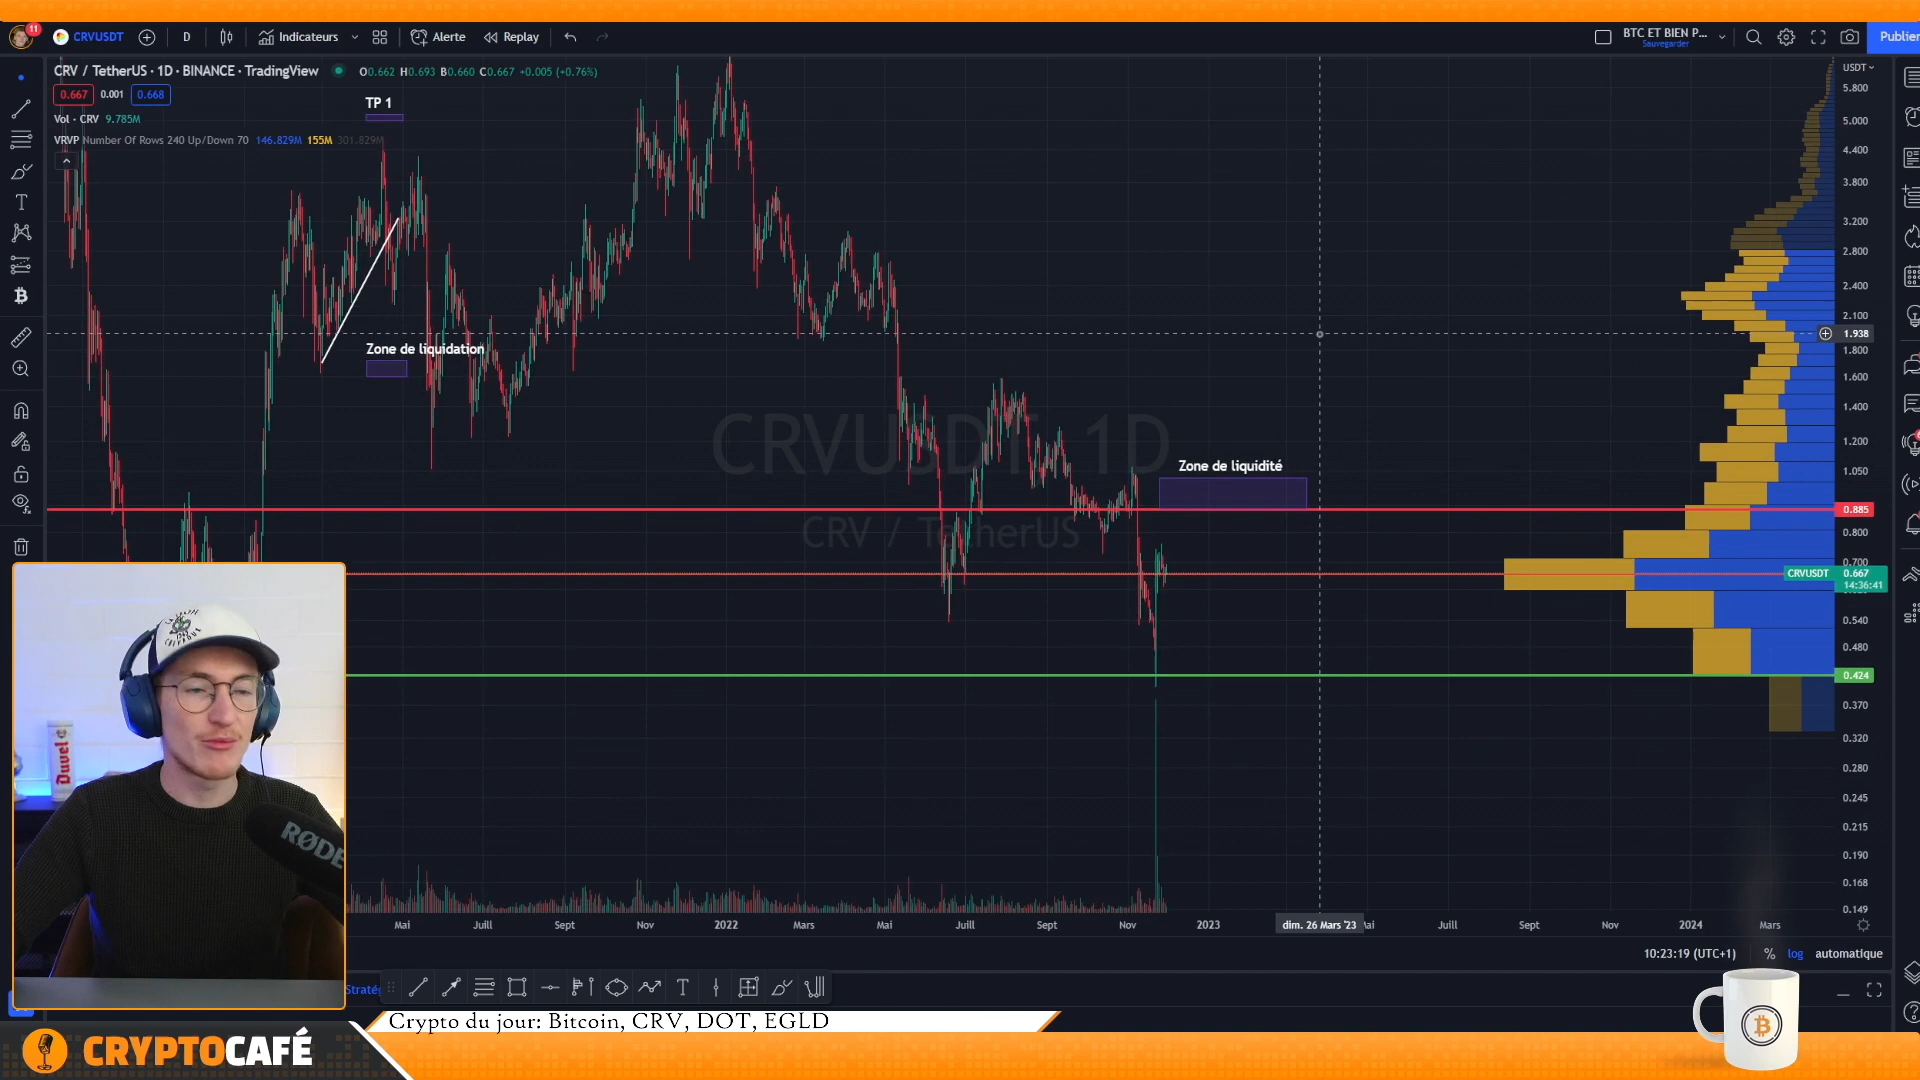 11
CRVUSDT
D
Indicateurs
Alerte
Replay
BTC ET BIEN P...
Sauvegarder
Publier
CRV / TetherUS · 1D · BINANCE · TradingView
O0.662 H0.693 B0.660 C0.667 +0.005 (+0.76%)
USDT
0.667 0.001 0.668
TP 1
Vol · CRV 9.785M
VRVP Number Of Rows 240 Up/Down 70 146.829M 155M 301.829M
5.800
5.000
4.400
3.800
3.200
2.800
2.400
2.100
1.938
1.800
1.600
1.400
1.200
1.050
0.885
0.800
0.700
CRVUSDT 0.667
14:36:41
0.540
0.480
0.424
0.370
0.320
0.280
0.245
0.215
0.190
0.168
0.149
Zone de liquidation
CRVUSDT, 1D
Zone de liquidité
CRV / TetherUS
Duvel
RØDE
Mai Juill Sept Nov 2022 Mars Mai Juill Sept Nov 2023 dim. 26 Mars '23 Mai Juill Sept Nov 2024 Mars
10:23:19 (UTC+1) % log automatique
Straté
Crypto du jour: Bitcoin, CRV, DOT, EGLD
CRYPTOCAFÉ